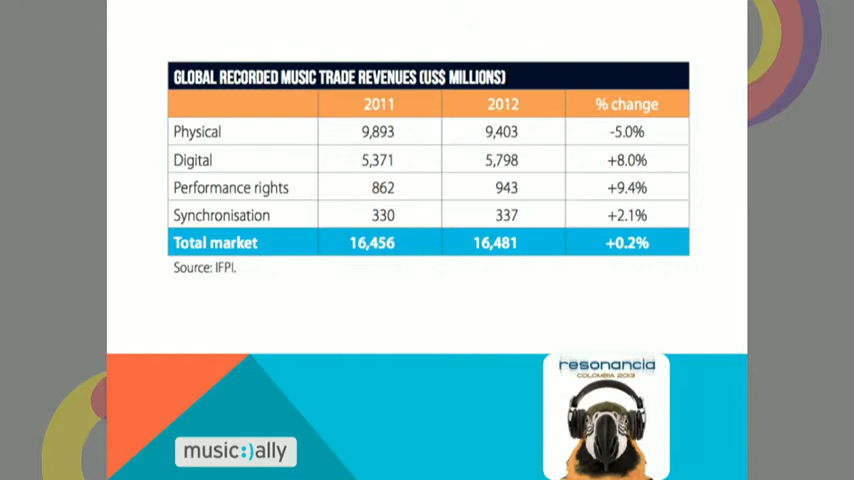 GLOBAL RECORDED MUSIC TRADE REVENUES (US$ MILLIONS)
2011 2012 % change
Physical 9,893 9,403 -5.0%
Digital 5,371 5,798 +8.0%
Performance rights 862 943 +9.4%
Synchronisation 330 337 +2.1%
Total market 16,456 16,481 +0.2%
Source: IFPI.
resonancia
COLOMBIA 2013
music:)ally